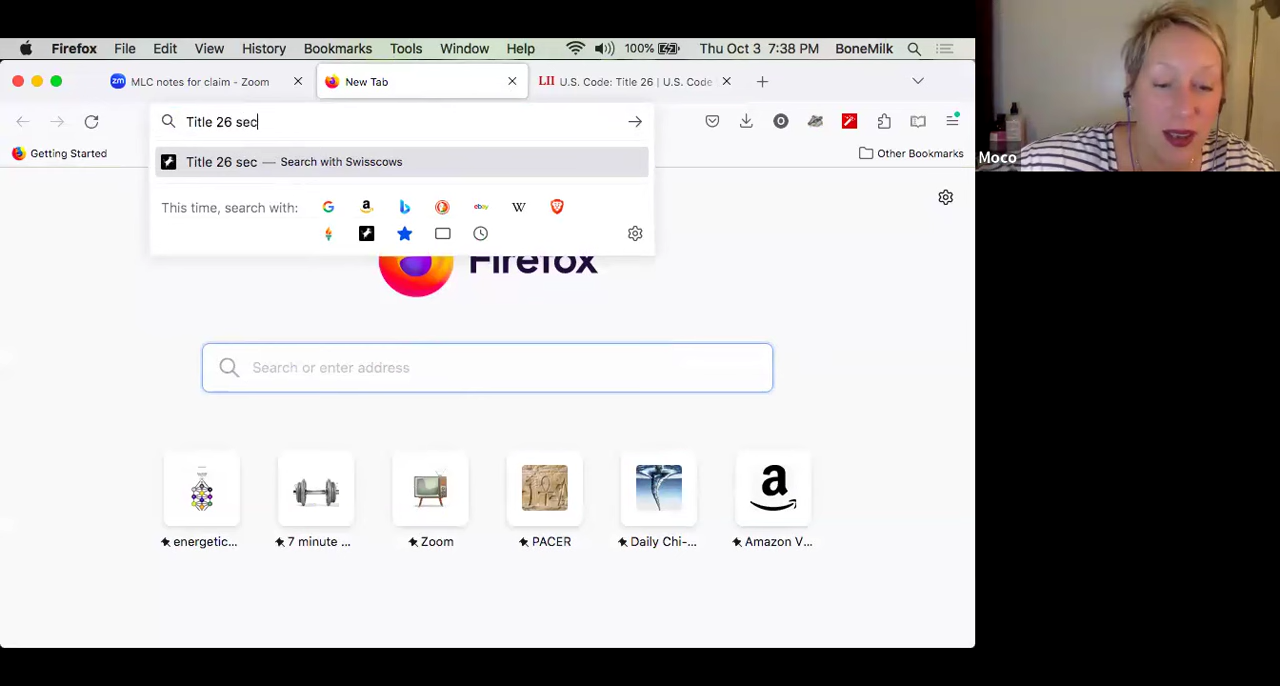 Firefox File Edit View History Bookmarks Tools Window Help 100% Thu Oct 3 7:38 PM BoneMilk
zm MLC notes for claim - Zoom New Tab LII U.S. Code: Title 26 | U.S. Code
Title 26 sec
Getting Started Other Bookmarks
Moco
Title 26 sec — Search with Swisscows
This time, search with: G a ebay W
Firefox
Search or enter address
a
energetic... 7 minute ... Zoom PACER Daily Chi-... Amazon V...